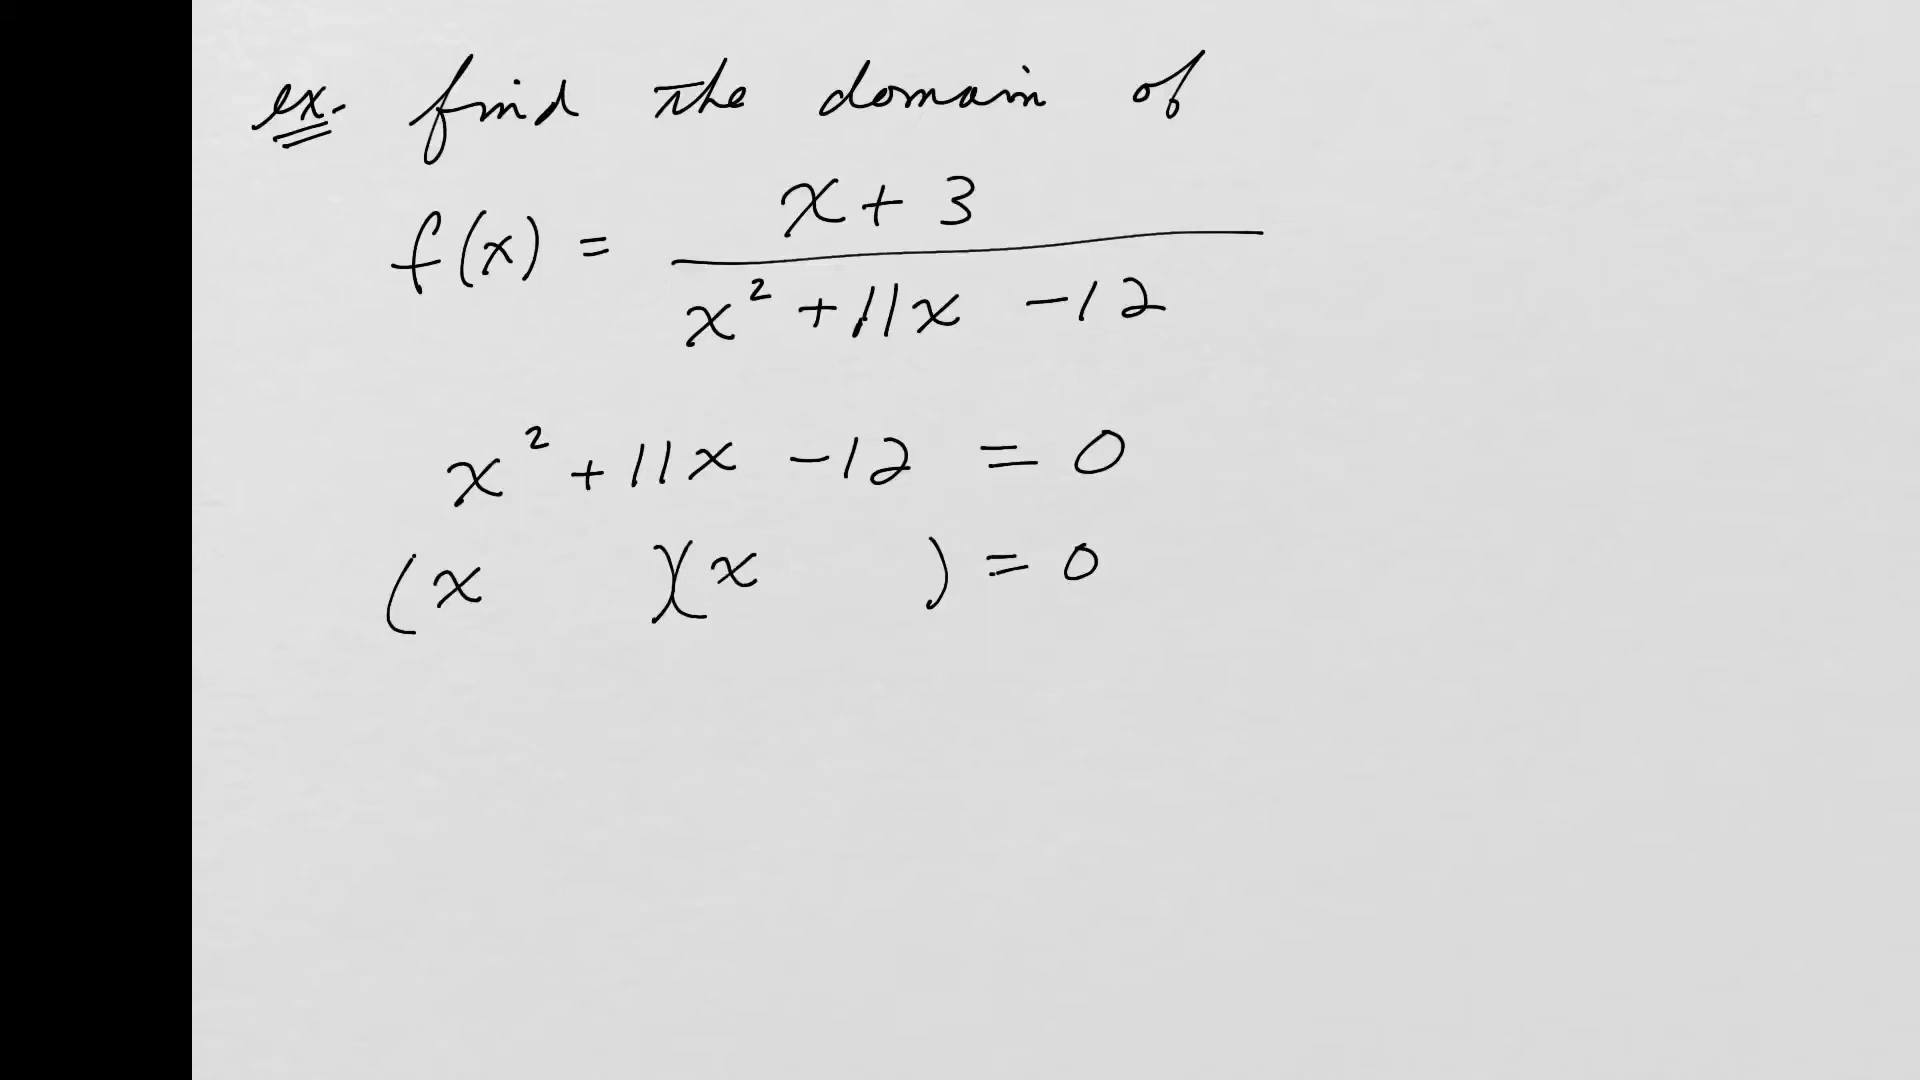 ex. find the domain of
f(x) = x + 3 / x² + 11x - 12
x² + 11x - 12 = 0
(x )(x ) = 0